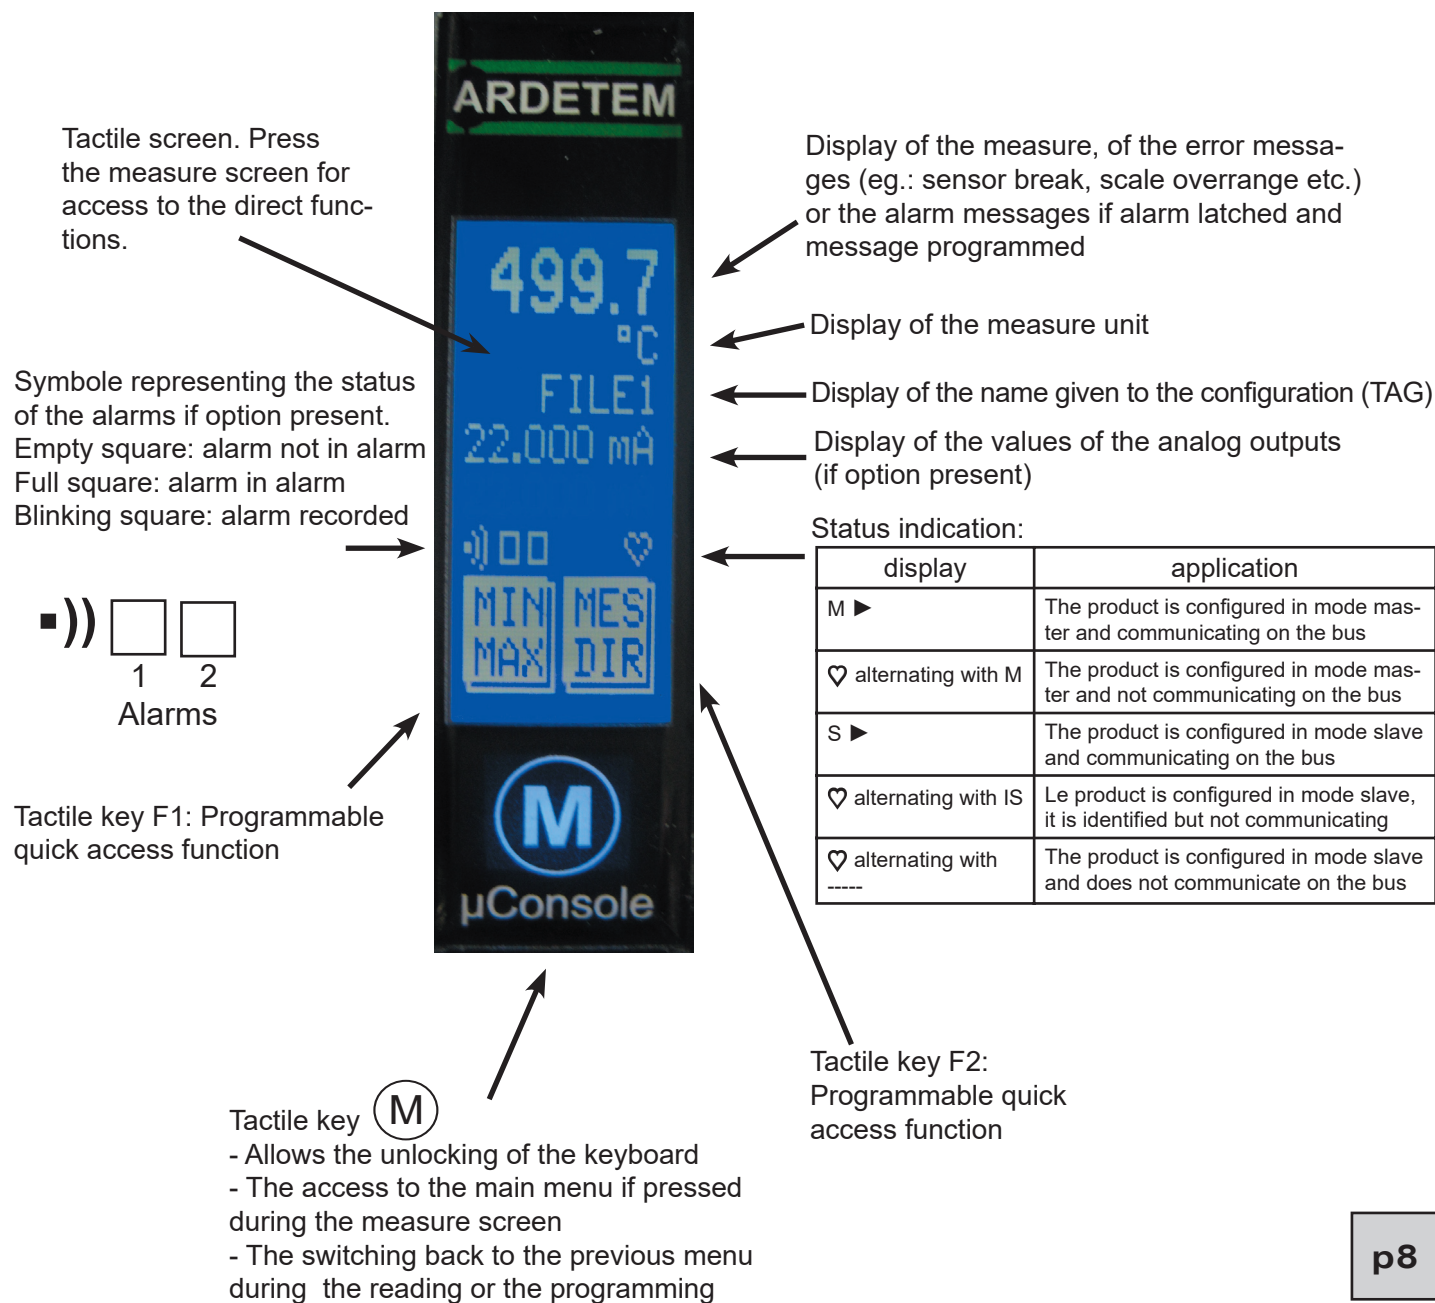 ARDETEM
Tactile screen. Press
the measure screen for
access to the direct func-
tions.
Display of the measure, of the error messa-
ges (eg.: sensor break, scale overrange etc.)
or the alarm messages if alarm latched and
message programmed
499.7
°C
FILE1
22.000 mA
MIN
MAX
MES
DIR
M
µConsole
Display of the measure unit
Display of the name given to the configuration (TAG)
Display of the values of the analog outputs
(if option present)
Symbole representing the status
of the alarms if option present.
Empty square: alarm not in alarm
Full square: alarm in alarm
Blinking square: alarm recorded
1 2
Alarms
Tactile key F1: Programmable
quick access function
Status indication:
display application
M ► The product is configured in mode mas-
ter and communicating on the bus
♡ alternating with M The product is configured in mode mas-
ter and not communicating on the bus
S ► The product is configured in mode slave
and communicating on the bus
♡ alternating with IS Le product is configured in mode slave,
it is identified but not communicating
♡ alternating with
----- The product is configured in mode slave
and does not communicate on the bus
Tactile key F2:
Programmable quick
access function
Tactile key M
- Allows the unlocking of the keyboard
- The access to the main menu if pressed
during the measure screen
- The switching back to the previous menu
during the reading or the programming
p8